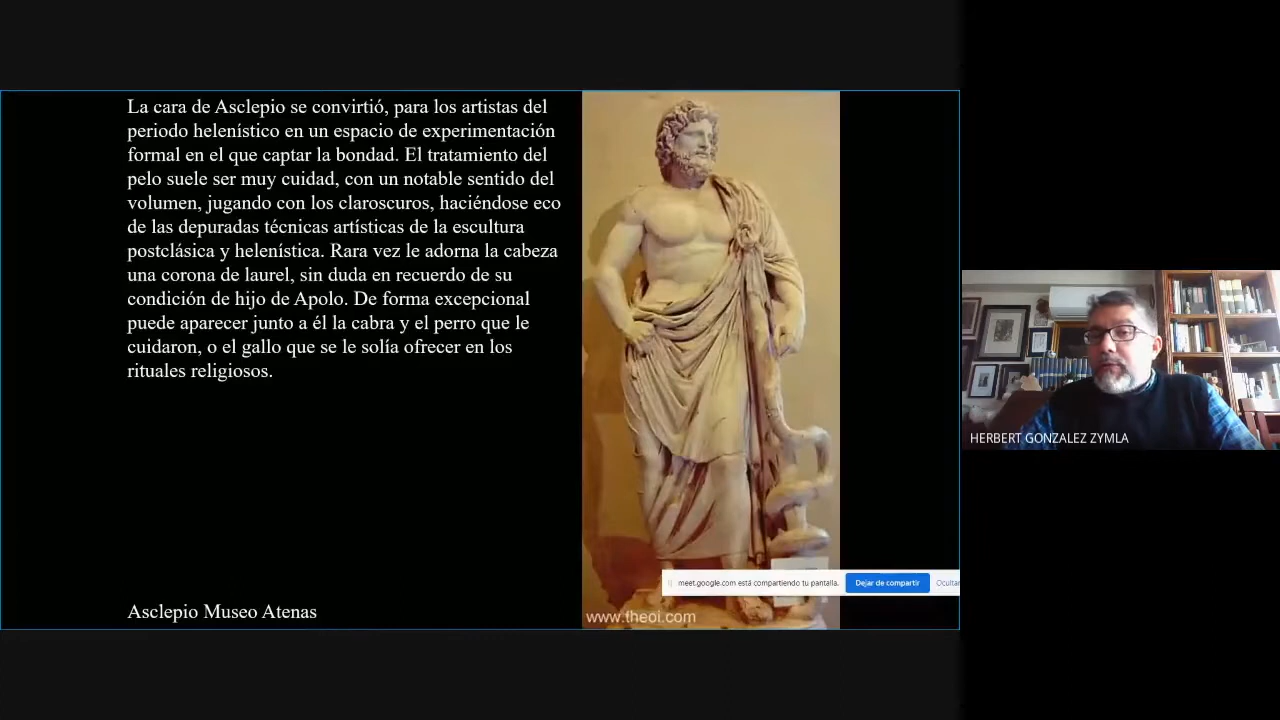 La cara de Asclepio se convirtió, para los artistas del
periodo helenístico en un espacio de experimentación
formal en el que captar la bondad. El tratamiento del
pelo suele ser muy cuidad, con un notable sentido del
volumen, jugando con los claroscuros, haciéndose eco
de las depuradas técnicas artísticas de la escultura
postclásica y helenística. Rara vez le adorna la cabeza
una corona de laurel, sin duda en recuerdo de su
condición de hijo de Apolo. De forma excepcional
puede aparecer junto a él la cabra y el perro que le
cuidaron, o el gallo que se le solía ofrecer en los
rituales religiosos.
Asclepio Museo Atenas
www.theoi.com
meet.google.com está compartiendo tu pantalla.
Dejar de compartir
Ocultar
HERBERT GONZALEZ ZYMLA